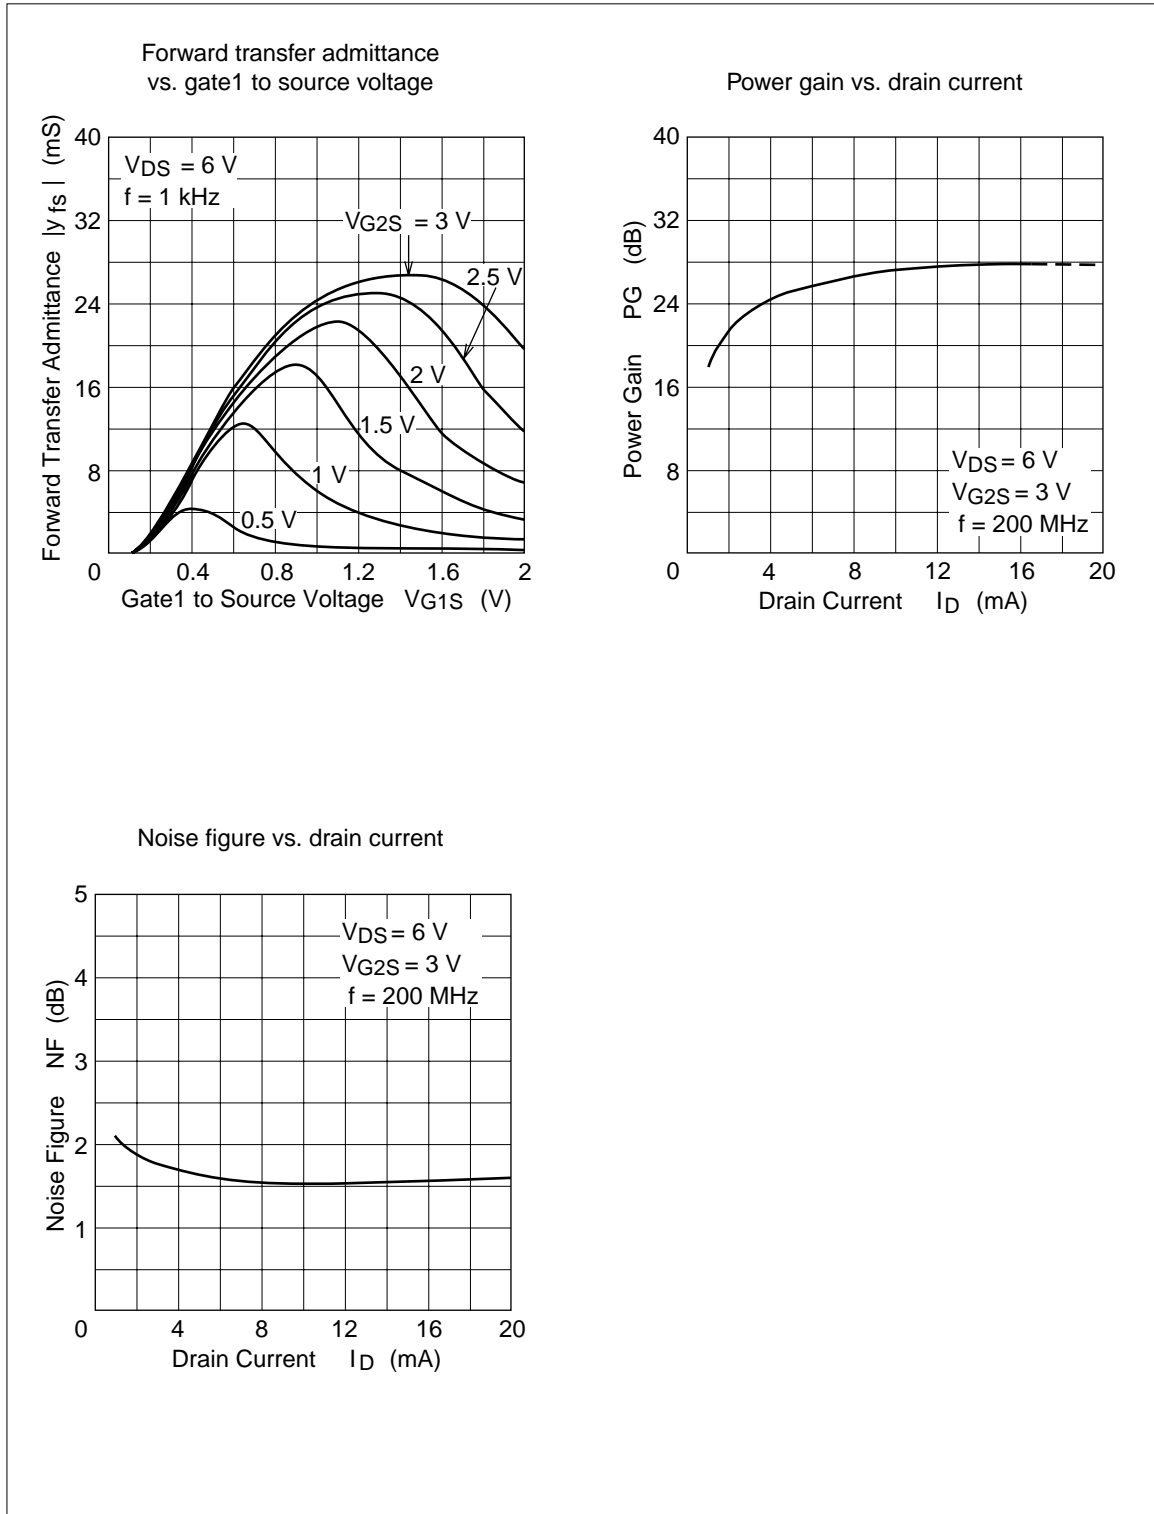 Forward transfer admittance
vs. gate1 to source voltage
Forward Transfer Admittance |yfs| (mS)
40
32
24
16
8
0
VDS = 6 V
f = 1 kHz
VG2S = 3 V
2.5 V
2 V
1.5 V
1 V
0.5 V
0.4 0.8 1.2 1.6 2
Gate1 to Source Voltage VG1S (V)
Power gain vs. drain current
Power Gain PG (dB)
40
32
24
16
8
0
VDS = 6 V
VG2S = 3 V
f = 200 MHz
4 8 12 16 20
Drain Current ID (mA)
Noise figure vs. drain current
Noise Figure NF (dB)
5
4
3
2
1
0
VDS = 6 V
VG2S = 3 V
f = 200 MHz
4 8 12 16 20
Drain Current ID (mA)